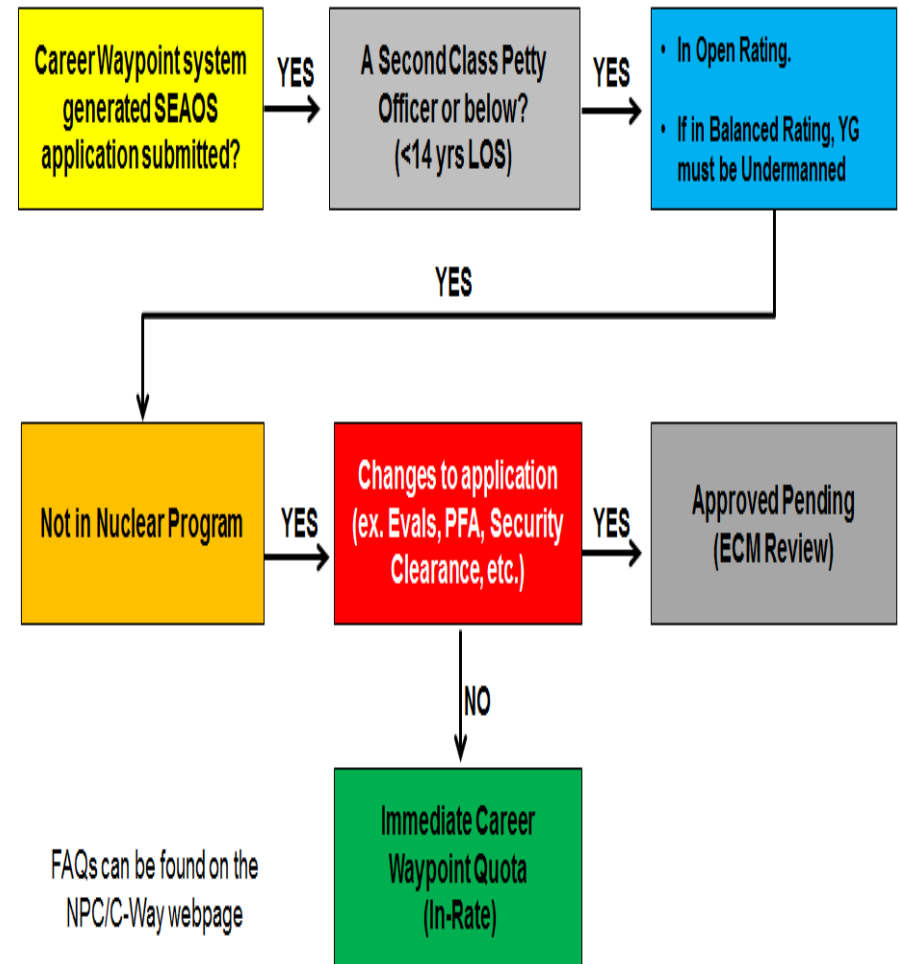 Career Waypoint system
generated SEAOS
application submitted?
YES
A Second Class Petty
Officer or below?
(<14 yrs LOS)
YES
• In Open Rating.
• If in Balanced Rating, YG
must be Undermanned
YES
Not in Nuclear Program
YES
Changes to application
(ex. Evals, PFA, Security
Clearance, etc.)
YES
Approved Pending
(ECM Review)
NO
Immediate Career
Waypoint Quota
(In-Rate)
FAQs can be found on the
NPC/C-Way webpage